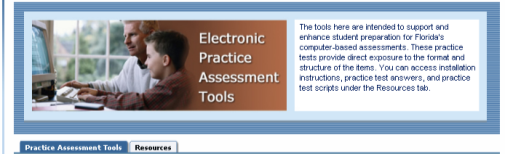 Electronic
Practice
Assessment
Tools
The tools here are intended to support and
enhance student preparation for Florida's
computer-based assessments. These practice
tests provide direct exposure to the format and
structure of the items. You can access installation
instructions, practice test answers, and practice
test scripts under the Resources tab.
Practice Assessment Tools
Resources